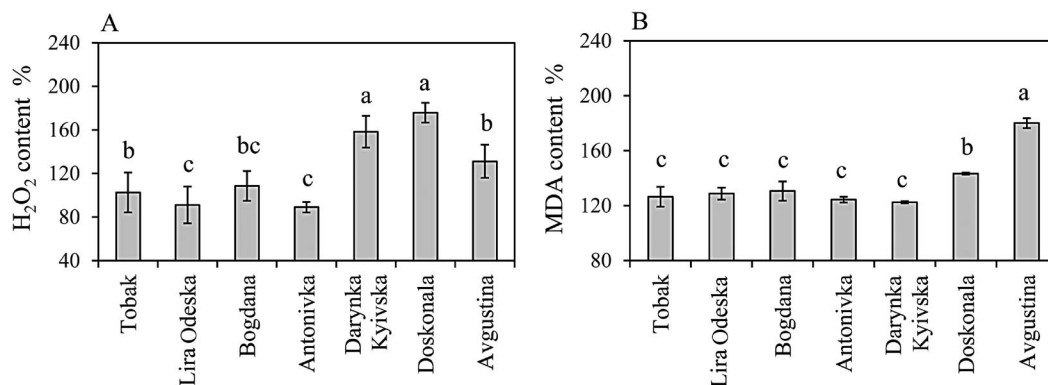 A
H₂O₂ content %
240
200
160
120
80
40
b
c
bc
c
a
a
b
Tobak
Lira Odeska
Bogdana
Antonivka
Darynka
Kyivska
Doskonala
Avgustina
B
MDA content %
240
200
160
120
80
c
c
c
c
c
b
a
Tobak
Lira Odeska
Bogdana
Antonivka
Darynka
Kyivska
Doskonala
Avgustina